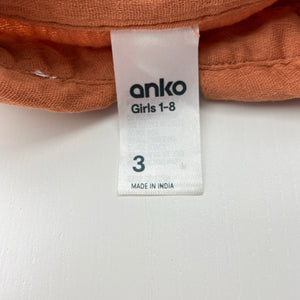 anko
Girls 1-8
3
MADE IN INDIA